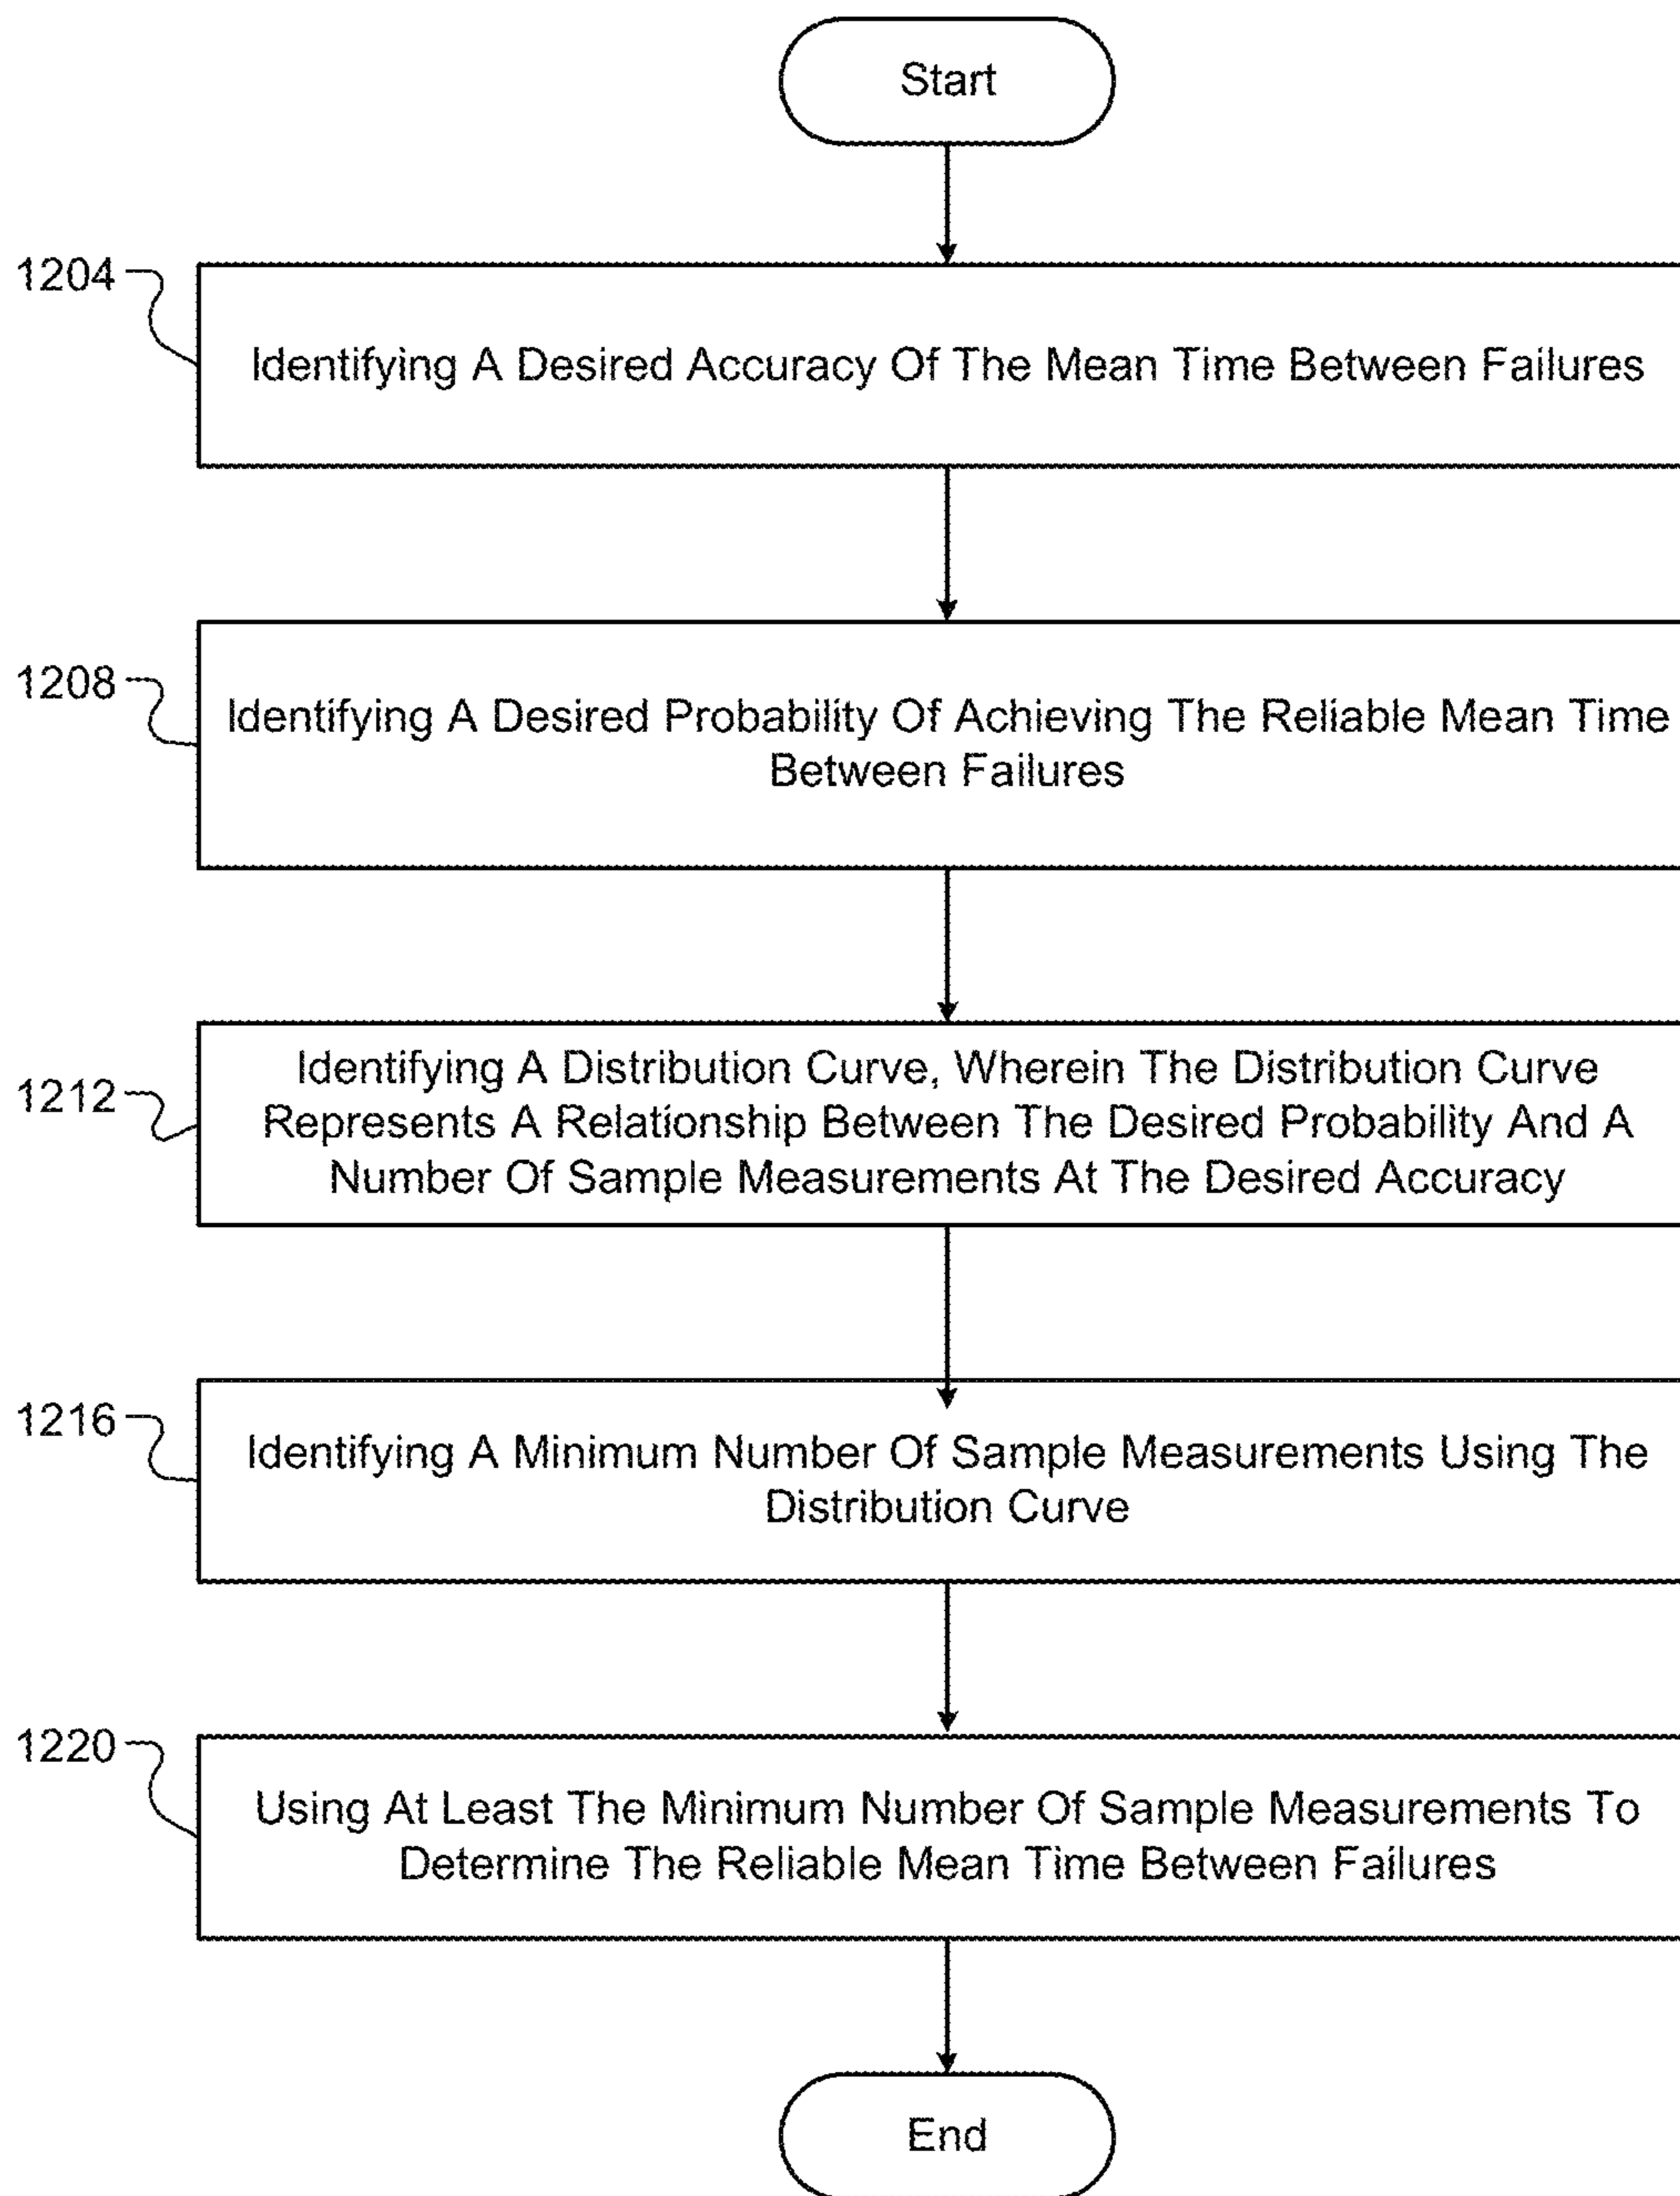 Start
1204
Identifying A Desired Accuracy Of The Mean Time Between Failures
1208
Identifying A Desired Probability Of Achieving The Reliable Mean Time
Between Failures
1212
Identifying A Distribution Curve, Wherein The Distribution Curve
Represents A Relationship Between The Desired Probability And A
Number Of Sample Measurements At The Desired Accuracy
1216
Identifying A Minimum Number Of Sample Measurements Using The
Distribution Curve
1220
Using At Least The Minimum Number Of Sample Measurements To
Determine The Reliable Mean Time Between Failures
End